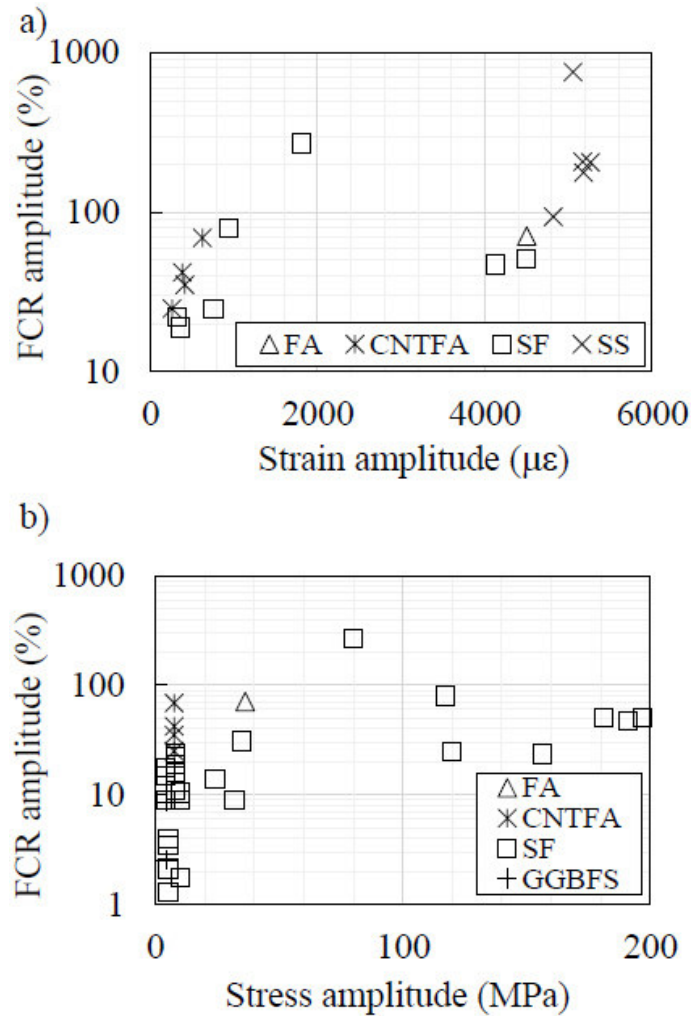 a)
1000
100
10
FCR amplitude (%)
FA CNTFA SF SS
0 2000 4000 6000
Strain amplitude (με)
b)
1000
100
10
1
FCR amplitude (%)
FA
CNTFA
SF
GGBFS
0 100 200
Stress amplitude (MPa)